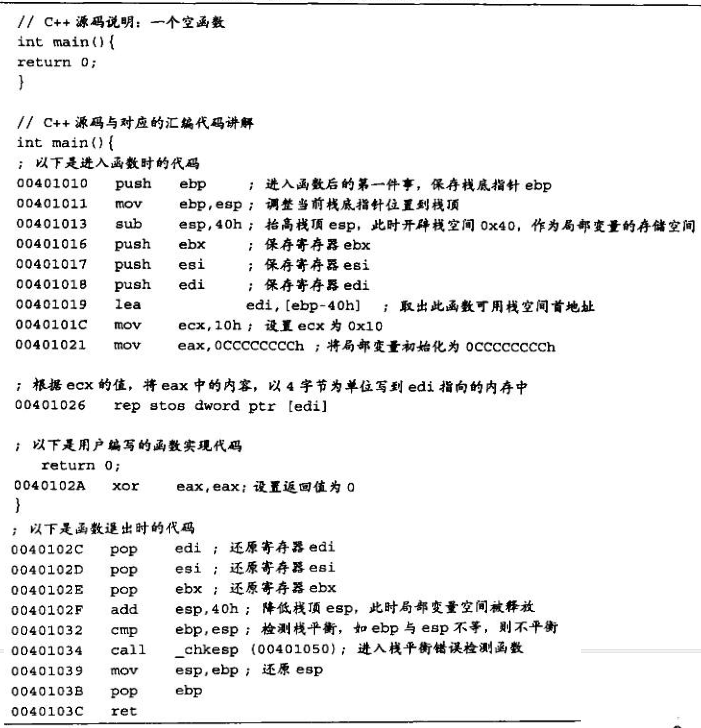 // C++ 源码说明: 一个空函数
int main(){
return 0;
}
// C++ 源码与对应的汇编代码讲解
int main(){
; 以下是进入函数时的代码
00401010 push ebp ; 进入函数后的第一件事，保存栈底指针 ebp
00401011 mov ebp,esp ; 调整当前栈底指针位置到栈顶
00401013 sub esp,40h ; 抬高栈顶 esp，此时开辟栈空间 0x40，作为局部变量的存储空间
00401016 push ebx ; 保存寄存器 ebx
00401017 push esi ; 保存寄存器 esi
00401018 push edi ; 保存寄存器 edi
00401019 lea edi,[ebp-40h] ; 取出此函数可用栈空间首地址
0040101C mov ecx,10h ; 设置 ecx 为 0x10
00401021 mov eax,0CCCCCCCCh ; 将局部变量初始化为 0CCCCCCCCh
; 根据 ecx 的值，将 eax 中的内容，以 4 字节为单位写到 edi 指向的内存中
00401026 rep stos dword ptr [edi]
; 以下是用户编写的函数实现代码
return 0;
0040102A xor eax,eax; 设置返回值为 0
}
; 以下是函数退出时的代码
0040102C pop edi ; 还原寄存器 edi
0040102D pop esi ; 还原寄存器 esi
0040102E pop ebx ; 还原寄存器 ebx
0040102F add esp,40h ; 降低栈顶 esp，此时局部变量空间被释放
00401032 cmp ebp,esp ; 检测栈平衡，如 ebp 与 esp 不等，则不平衡
00401034 call _chkesp (00401050) ; 进入栈平衡错误检测函数
00401039 mov esp,ebp ; 还原 esp
0040103B pop ebp
0040103C ret